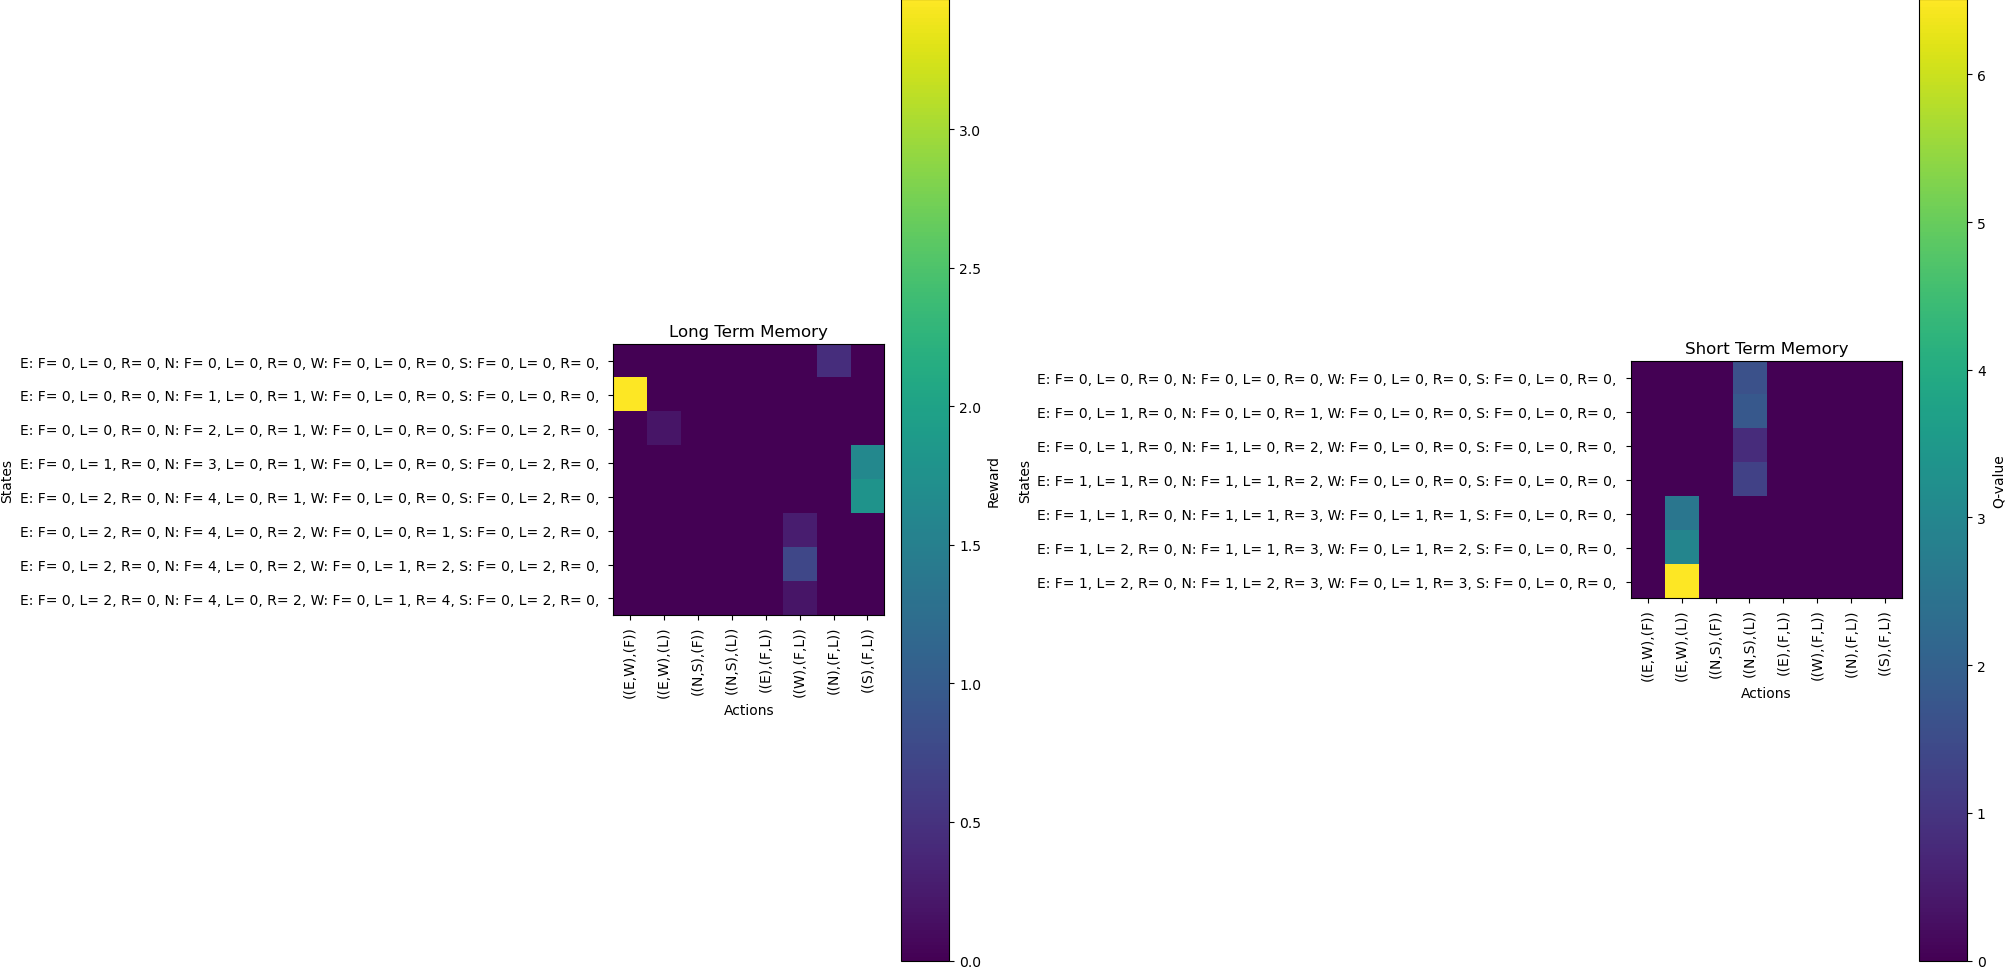 Long Term Memory
States
E: F= 0, L= 0, R= 0, N: F= 0, L= 0, R= 0, W: F= 0, L= 0, R= 0, S: F= 0, L= 0, R= 0,
E: F= 0, L= 0, R= 0, N: F= 1, L= 0, R= 1, W: F= 0, L= 0, R= 0, S: F= 0, L= 0, R= 0,
E: F= 0, L= 0, R= 0, N: F= 2, L= 0, R= 1, W: F= 0, L= 0, R= 0, S: F= 0, L= 2, R= 0,
E: F= 0, L= 1, R= 0, N: F= 3, L= 0, R= 1, W: F= 0, L= 0, R= 0, S: F= 0, L= 2, R= 0,
E: F= 0, L= 2, R= 0, N: F= 4, L= 0, R= 1, W: F= 0, L= 0, R= 0, S: F= 0, L= 2, R= 0,
E: F= 0, L= 2, R= 0, N: F= 4, L= 0, R= 2, W: F= 0, L= 0, R= 1, S: F= 0, L= 2, R= 0,
E: F= 0, L= 2, R= 0, N: F= 4, L= 0, R= 2, W: F= 0, L= 1, R= 2, S: F= 0, L= 2, R= 0,
E: F= 0, L= 2, R= 0, N: F= 4, L= 0, R= 2, W: F= 0, L= 1, R= 4, S: F= 0, L= 2, R= 0,
((E,W),(F))
((E,W),(L))
((N,S),(F))
((N,S),(L))
((E),(F,L))
((W),(F,L))
((N),(F,L))
((S),(F,L))
Actions
3.0
2.5
2.0
1.5
1.0
0.5
0.0
Reward
Short Term Memory
States
E: F= 0, L= 0, R= 0, N: F= 0, L= 0, R= 0, W: F= 0, L= 0, R= 0, S: F= 0, L= 0, R= 0,
E: F= 0, L= 1, R= 0, N: F= 0, L= 0, R= 1, W: F= 0, L= 0, R= 0, S: F= 0, L= 0, R= 0,
E: F= 0, L= 1, R= 0, N: F= 1, L= 0, R= 2, W: F= 0, L= 0, R= 0, S: F= 0, L= 0, R= 0,
E: F= 1, L= 1, R= 0, N: F= 1, L= 1, R= 2, W: F= 0, L= 0, R= 0, S: F= 0, L= 0, R= 0,
E: F= 1, L= 1, R= 0, N: F= 1, L= 1, R= 3, W: F= 0, L= 1, R= 1, S: F= 0, L= 0, R= 0,
E: F= 1, L= 2, R= 0, N: F= 1, L= 1, R= 3, W: F= 0, L= 1, R= 2, S: F= 0, L= 0, R= 0,
E: F= 1, L= 2, R= 0, N: F= 1, L= 2, R= 3, W: F= 0, L= 1, R= 3, S: F= 0, L= 0, R= 0,
((E,W),(F))
((E,W),(L))
((N,S),(F))
((N,S),(L))
((E),(F,L))
((W),(F,L))
((N),(F,L))
((S),(F,L))
Actions
6
5
4
3
2
1
0
Q-value